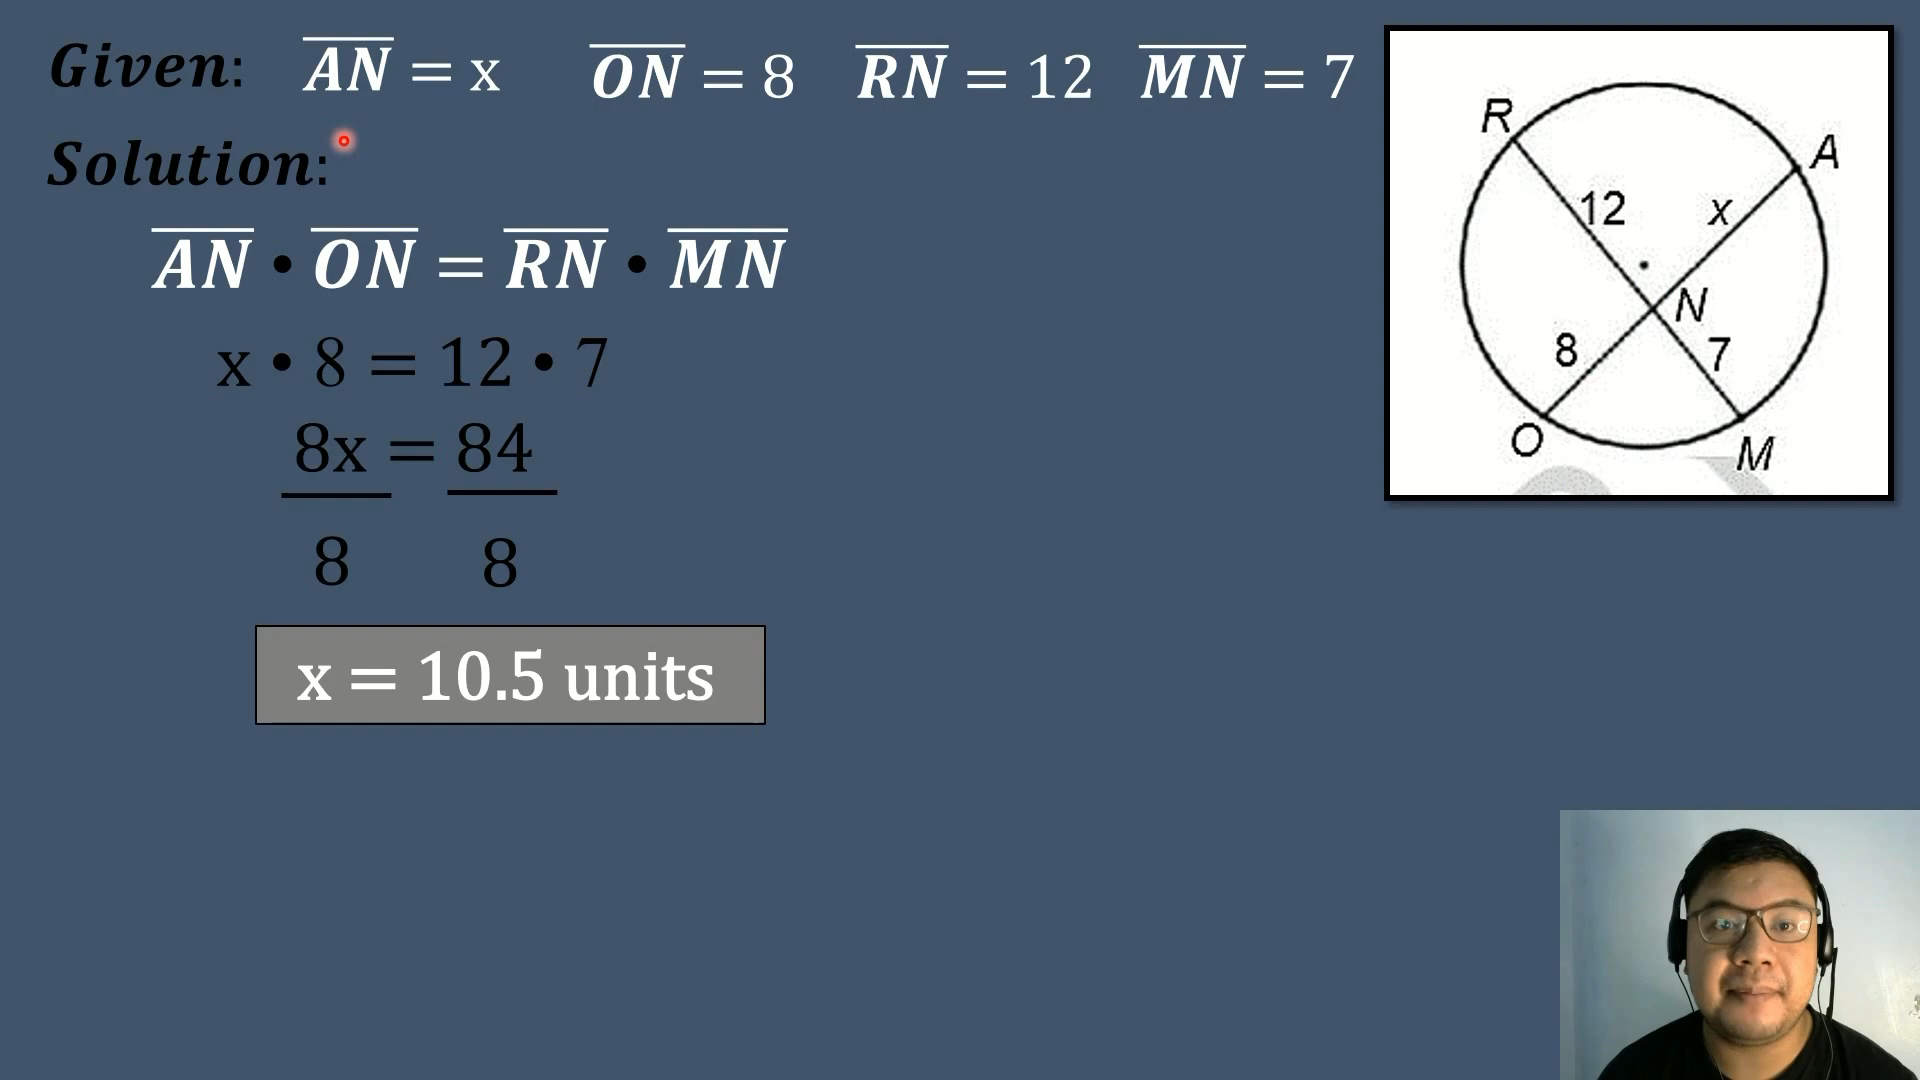 Given: AN = x ON = 8 RN = 12 MN = 7
Solution:
AN • ON = RN • MN
x • 8 = 12 • 7
8x = 84
8 8
x = 10.5 units
R
A
12 x
N
8 7
O
M